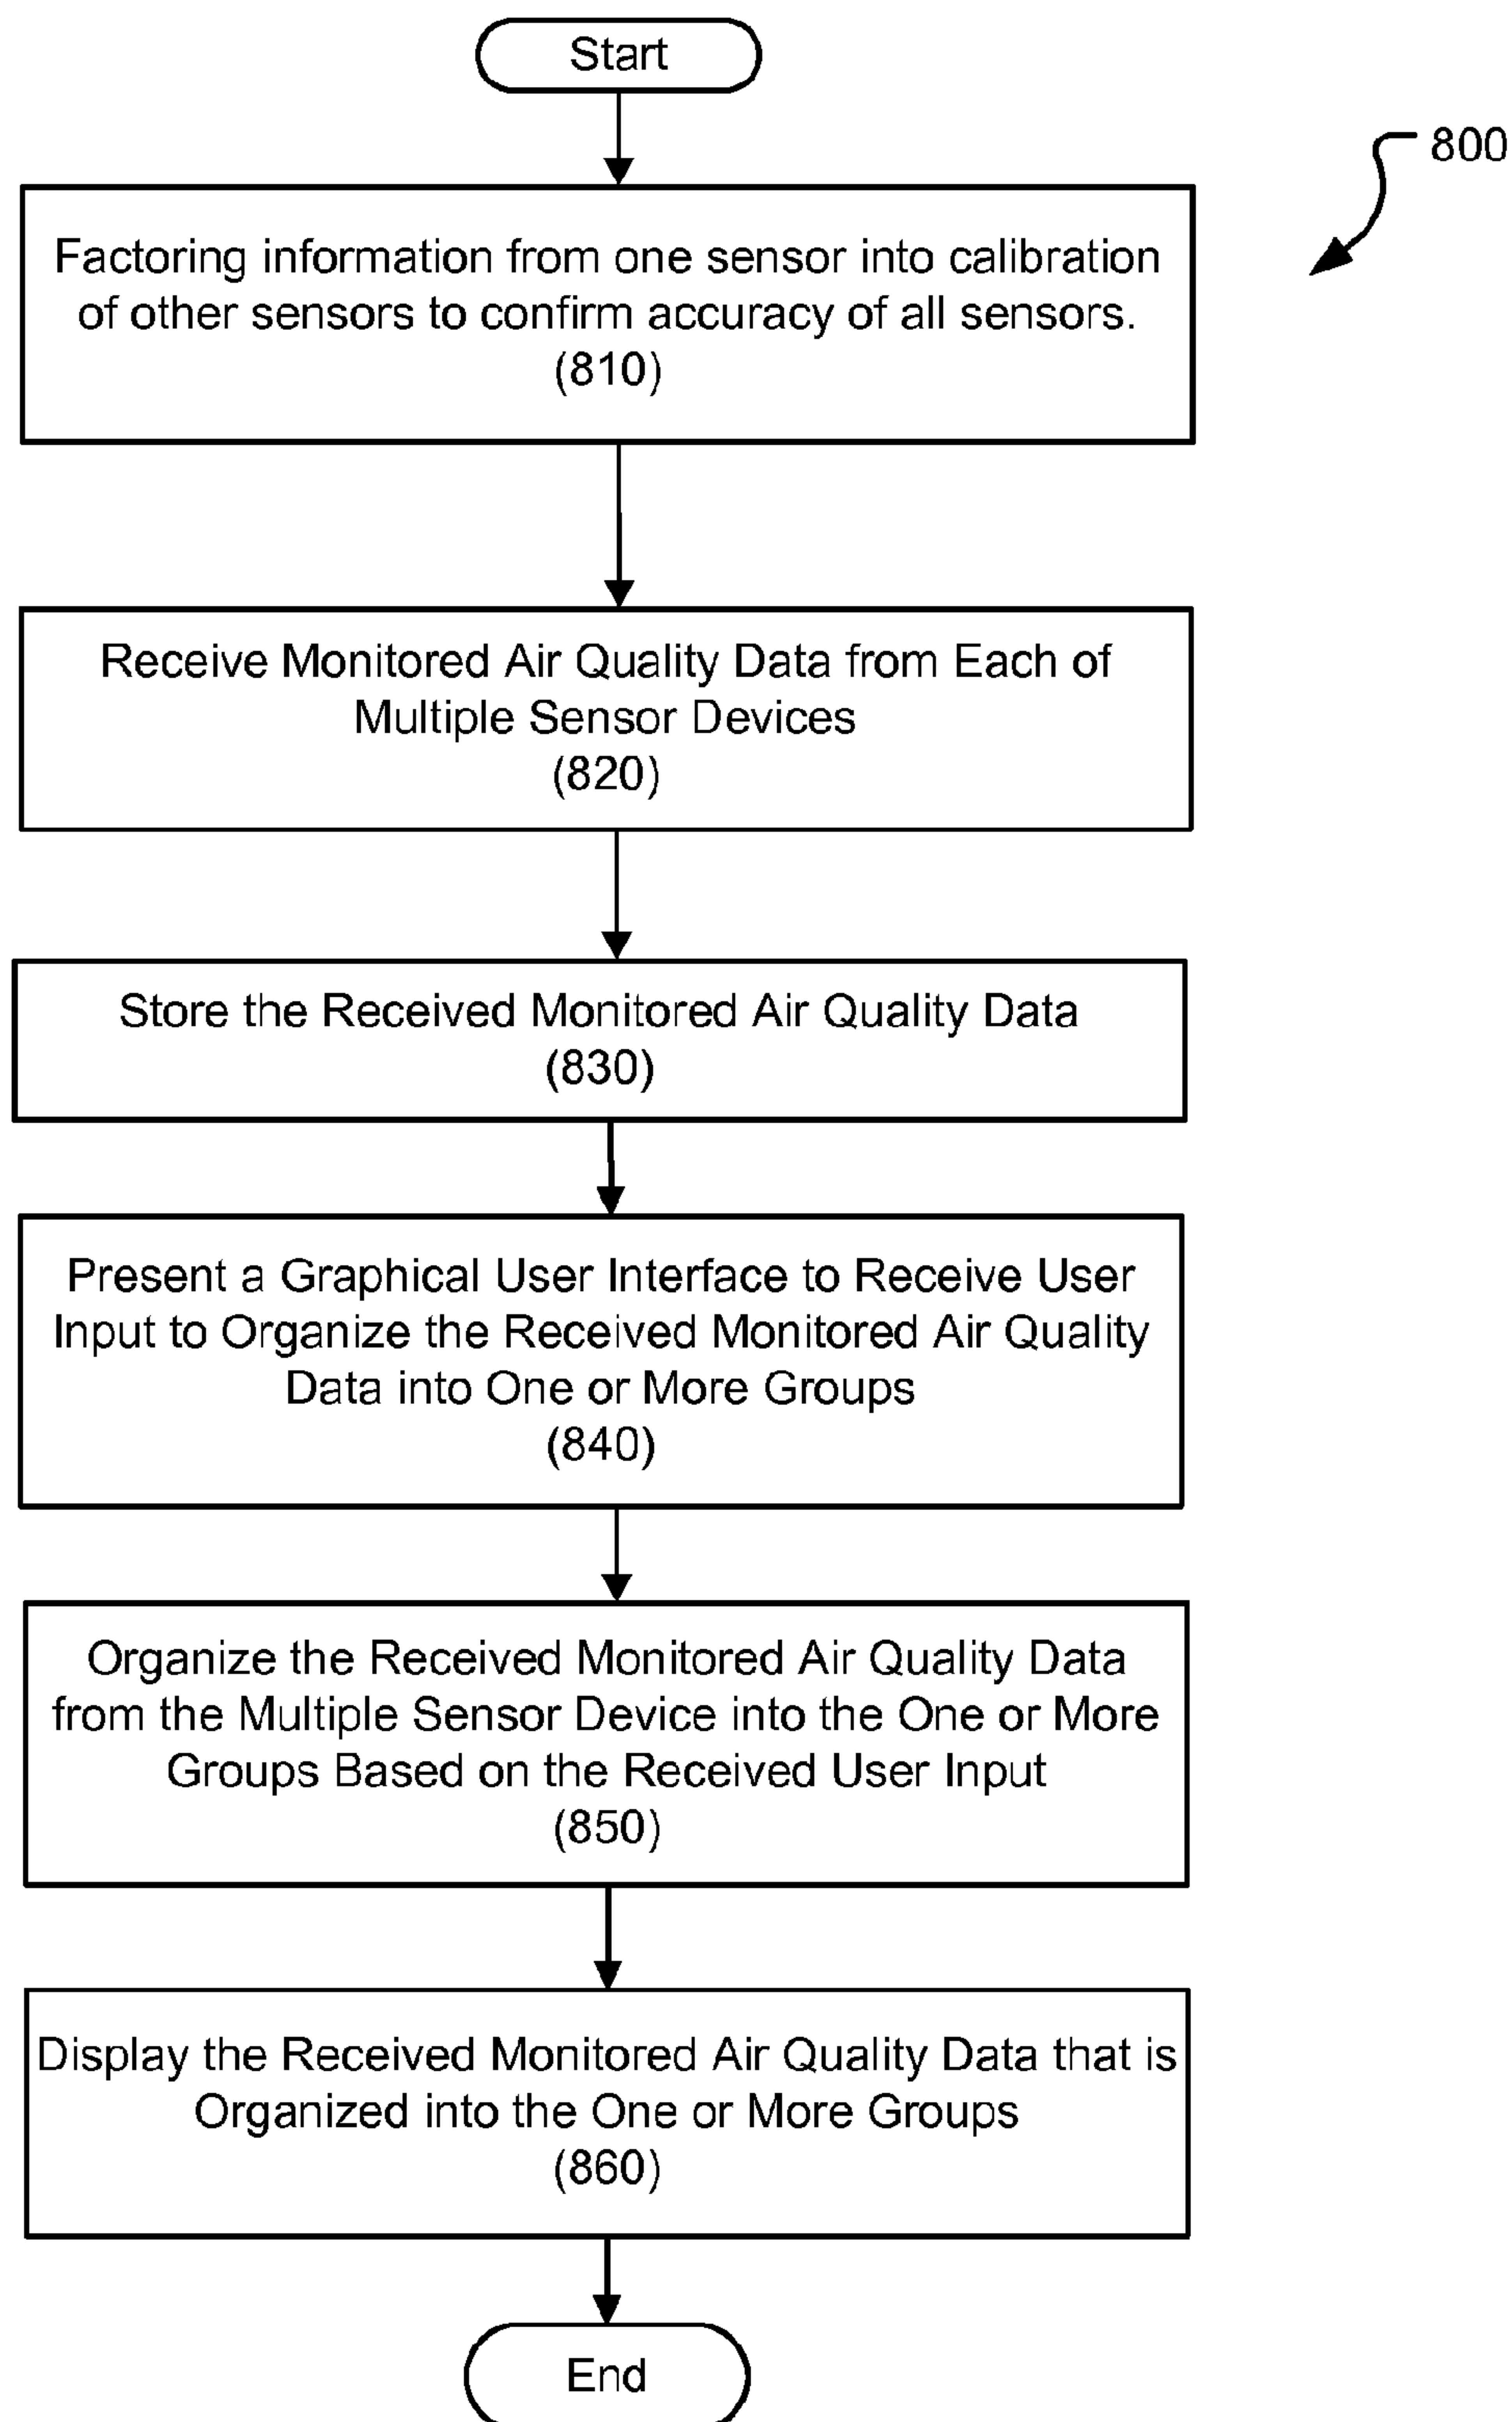 Start
800
Factoring information from one sensor into calibration
of other sensors to confirm accuracy of all sensors.
(810)
Receive Monitored Air Quality Data from Each of
Multiple Sensor Devices
(820)
Store the Received Monitored Air Quality Data
(830)
Present a Graphical User Interface to Receive User
Input to Organize the Received Monitored Air Quality
Data into One or More Groups
(840)
Organize the Received Monitored Air Quality Data
from the Multiple Sensor Device into the One or More
Groups Based on the Received User Input
(850)
Display the Received Monitored Air Quality Data that is
Organized into the One or More Groups
(860)
End